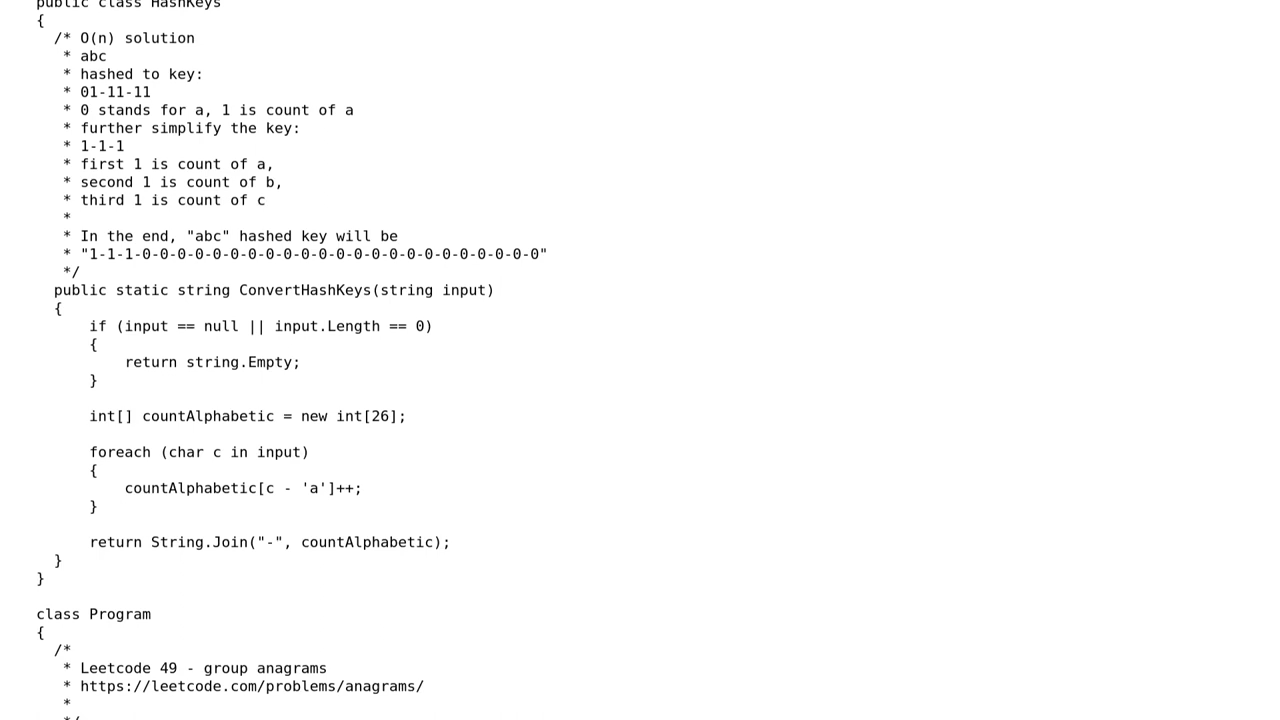 public class HashKeys
{
/* O(n) solution
* abc
* hashed to key:
* 01-11-11
* 0 stands for a, 1 is count of a
* further simplify the key:
* 1-1-1
* first 1 is count of a,
* second 1 is count of b,
* third 1 is count of c
*
* In the end, "abc" hashed key will be
* "1-1-1-0-0-0-0-0-0-0-0-0-0-0-0-0-0-0-0-0-0-0-0-0-0-0"
*/
public static string ConvertHashKeys(string input)
{
if (input == null || input.Length == 0)
{
return string.Empty;
}
int[] countAlphabetic = new int[26];
foreach (char c in input)
{
countAlphabetic[c - 'a']++;
}
return String.Join("-", countAlphabetic);
}
}
class Program
{
/*
* Leetcode 49 - group anagrams
* https://leetcode.com/problems/anagrams/
*
*/